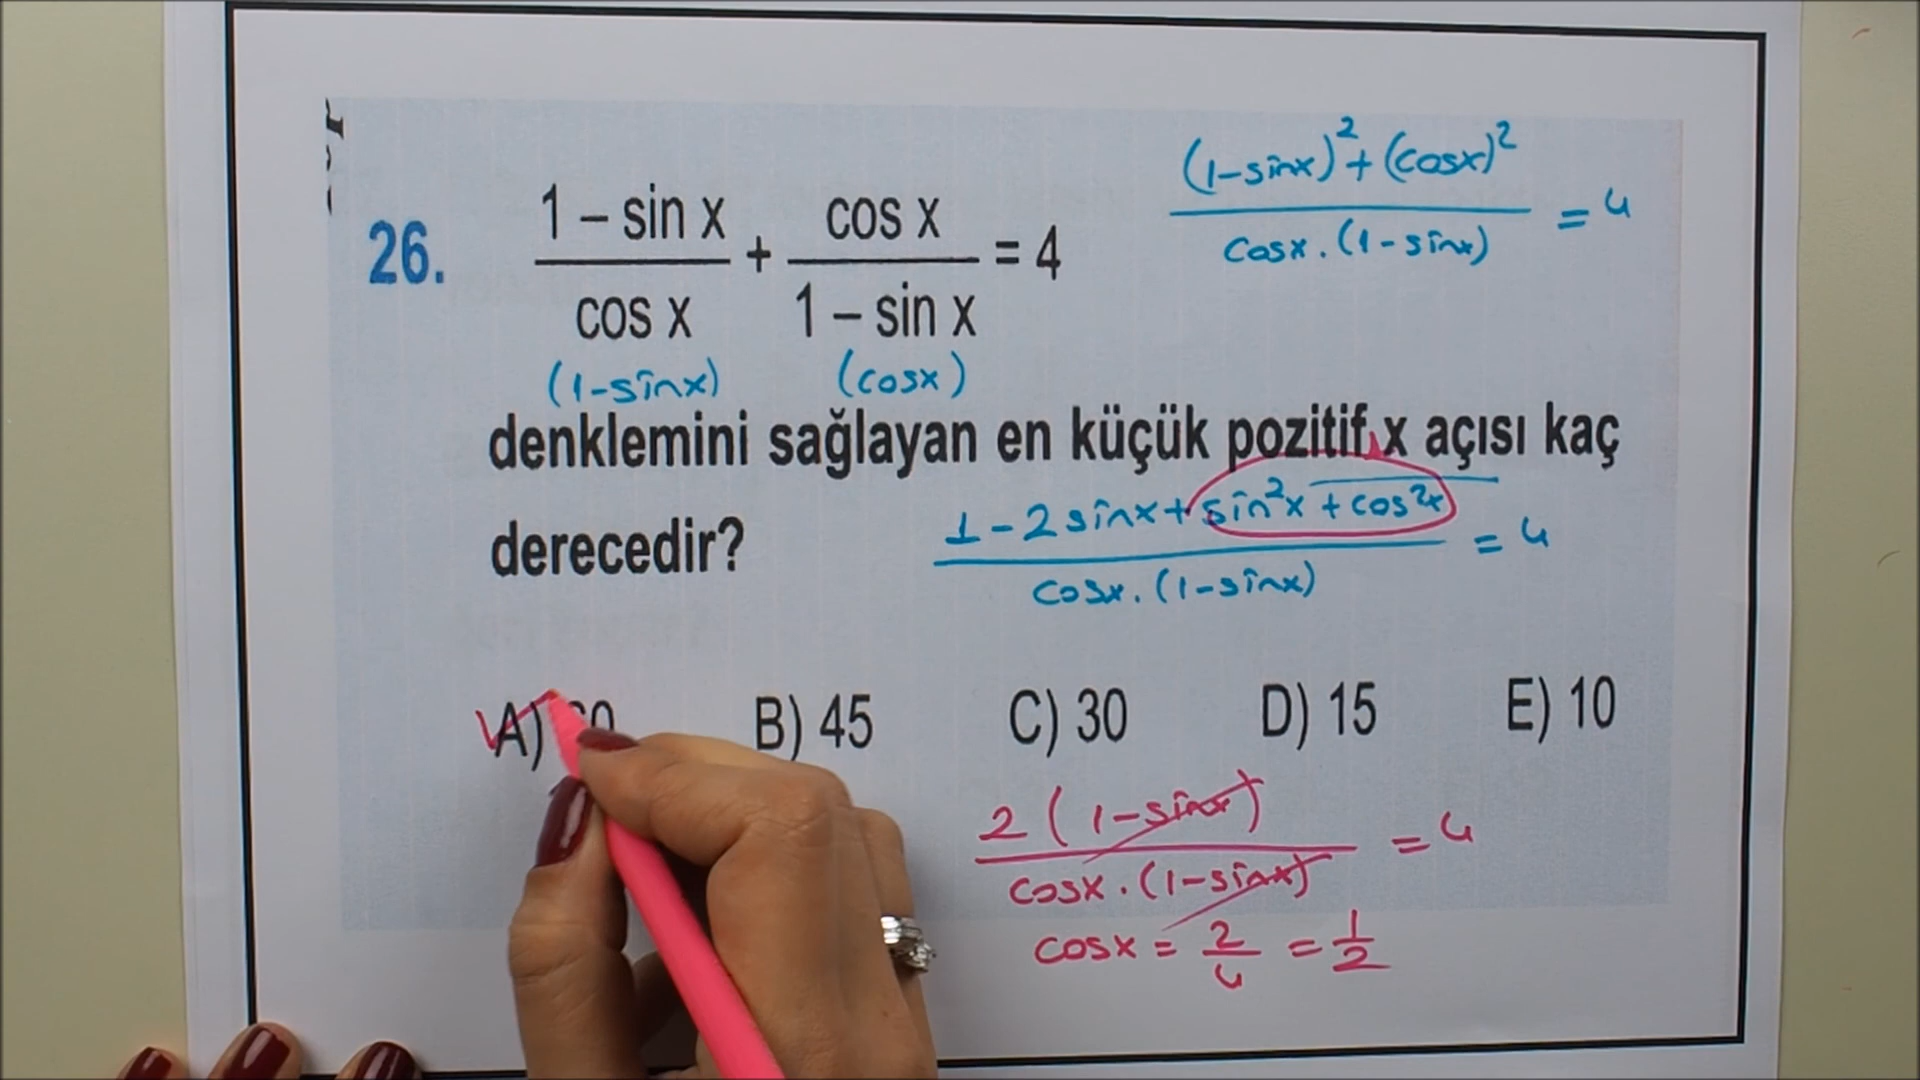 26. (1 – sin x)/(cos x) + (cos x)/(1 – sin x) = 4
(1-sinx) (cosx)
((1-sinx)² + (cosx)²)/(cosx.(1-sinx)) = 4
denklemini sağlayan en küçük pozitif x açısı kaç
derecedir?
(1-2sinx+sin²x+cos²x)/(cosx.(1-sinx)) = 4
A) B) 45 C) 30 D) 15 E) 10
(2(1-sinx))/(cosx.(1-sinx)) = 4
cosx = 2/4 = 1/2